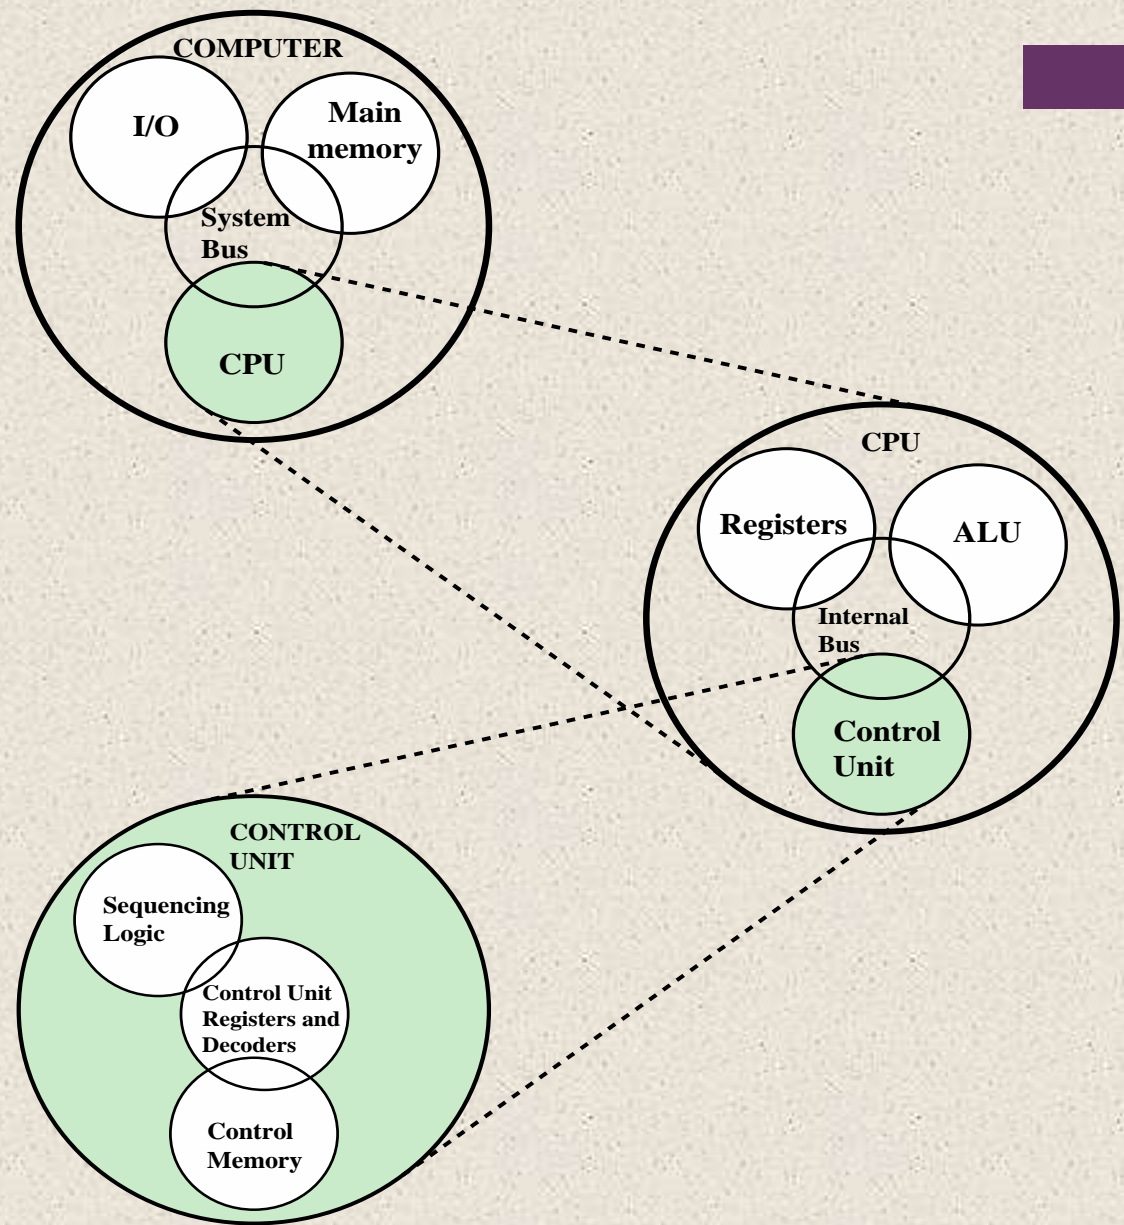 COMPUTER
I/O
Main
memory
System
Bus
CPU
CPU
Registers
ALU
Internal
Bus
Control
Unit
CONTROL
UNIT
Sequencing
Logic
Control Unit
Registers and
Decoders
Control
Memory